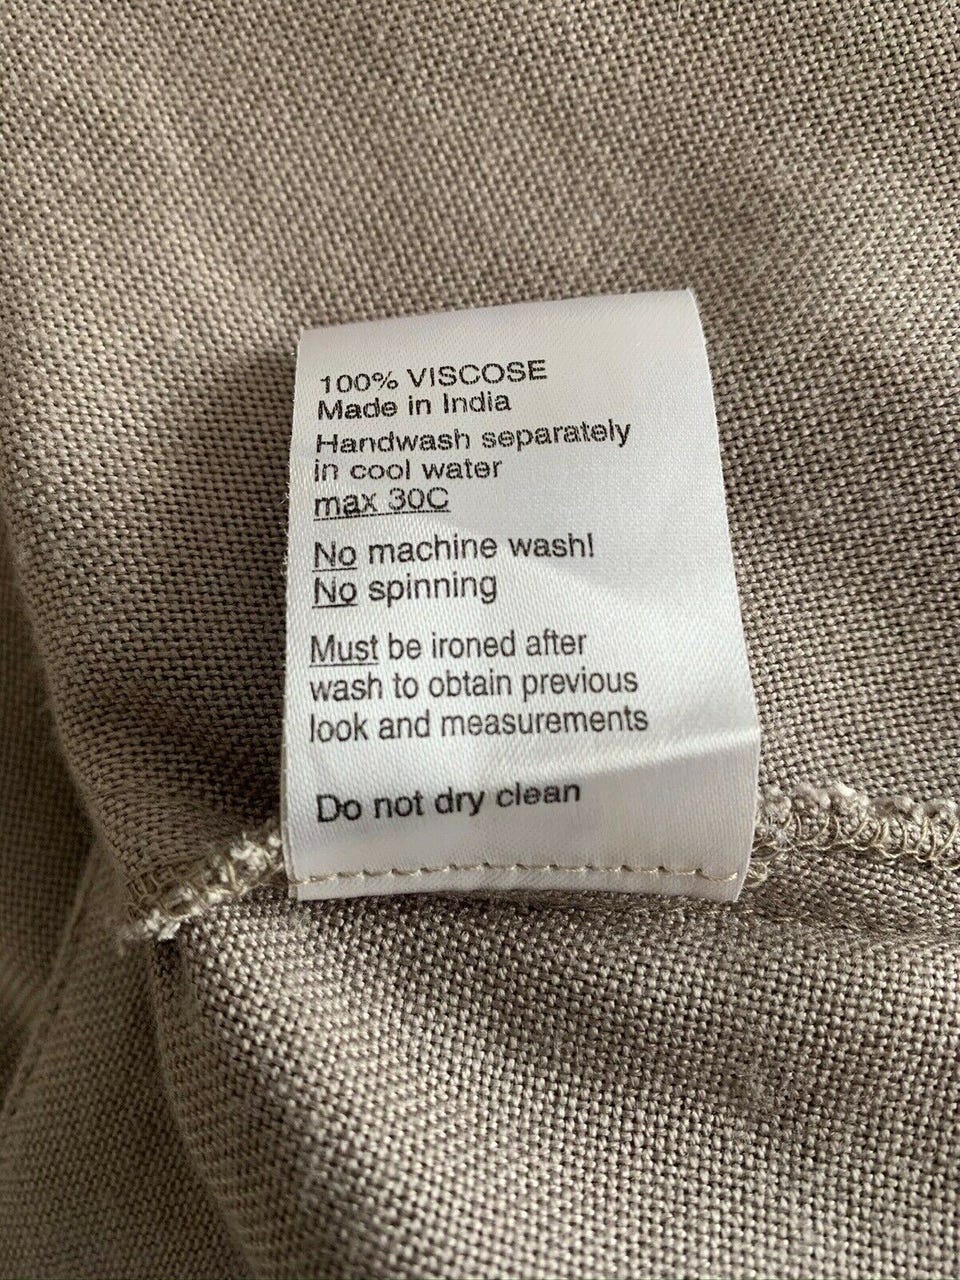 100% VISCOSE
Made in India
Handwash separately
in cool water
max 30C
No machine wash!
No spinning
Must be ironed after
wash to obtain previous
look and measurements
Do not dry clean